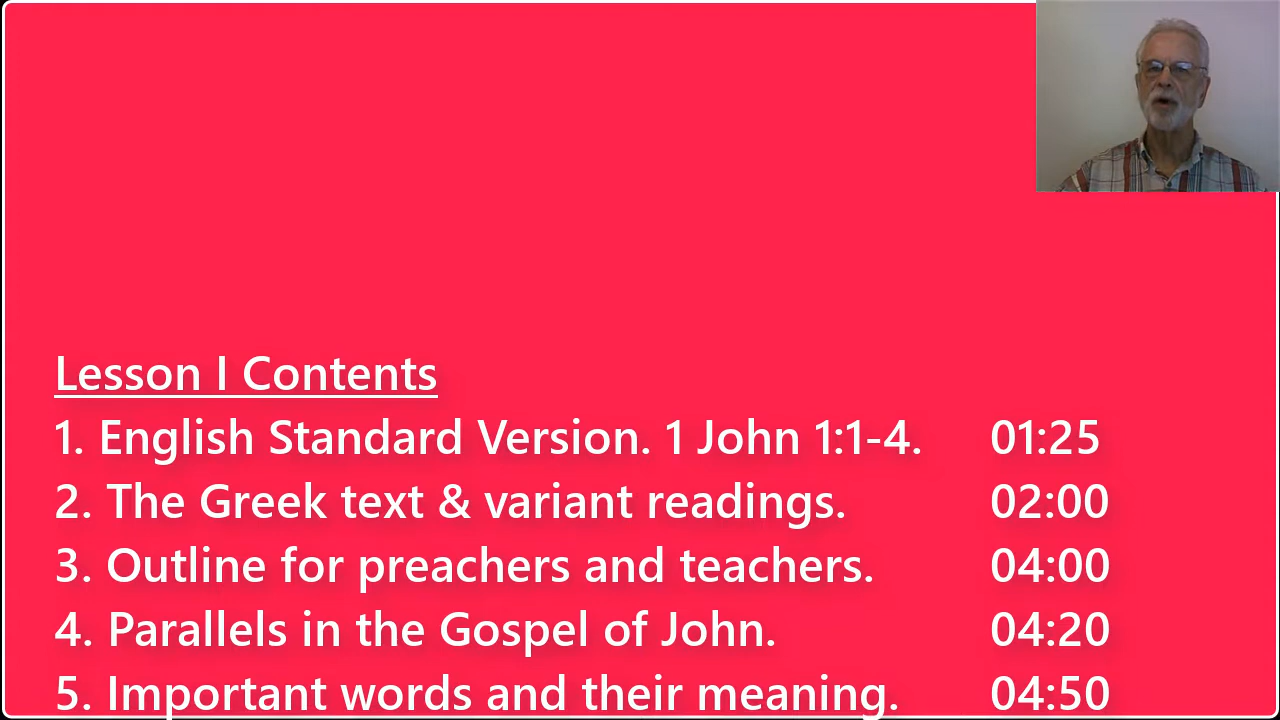 Lesson I Contents
1. English Standard Version. 1 John 1:1-4. 01:25
2. The Greek text & variant readings. 02:00
3. Outline for preachers and teachers. 04:00
4. Parallels in the Gospel of John. 04:20
5. Important words and their meaning. 04:50